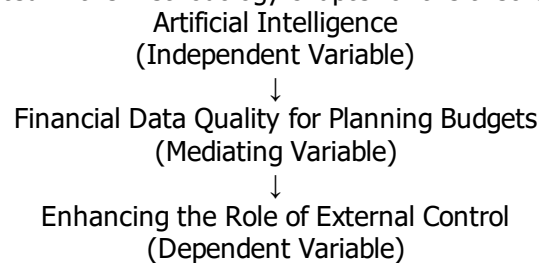 Artificial Intelligence
(Independent Variable)
↓
Financial Data Quality for Planning Budgets
(Mediating Variable)
↓
Enhancing the Role of External Control
(Dependent Variable)